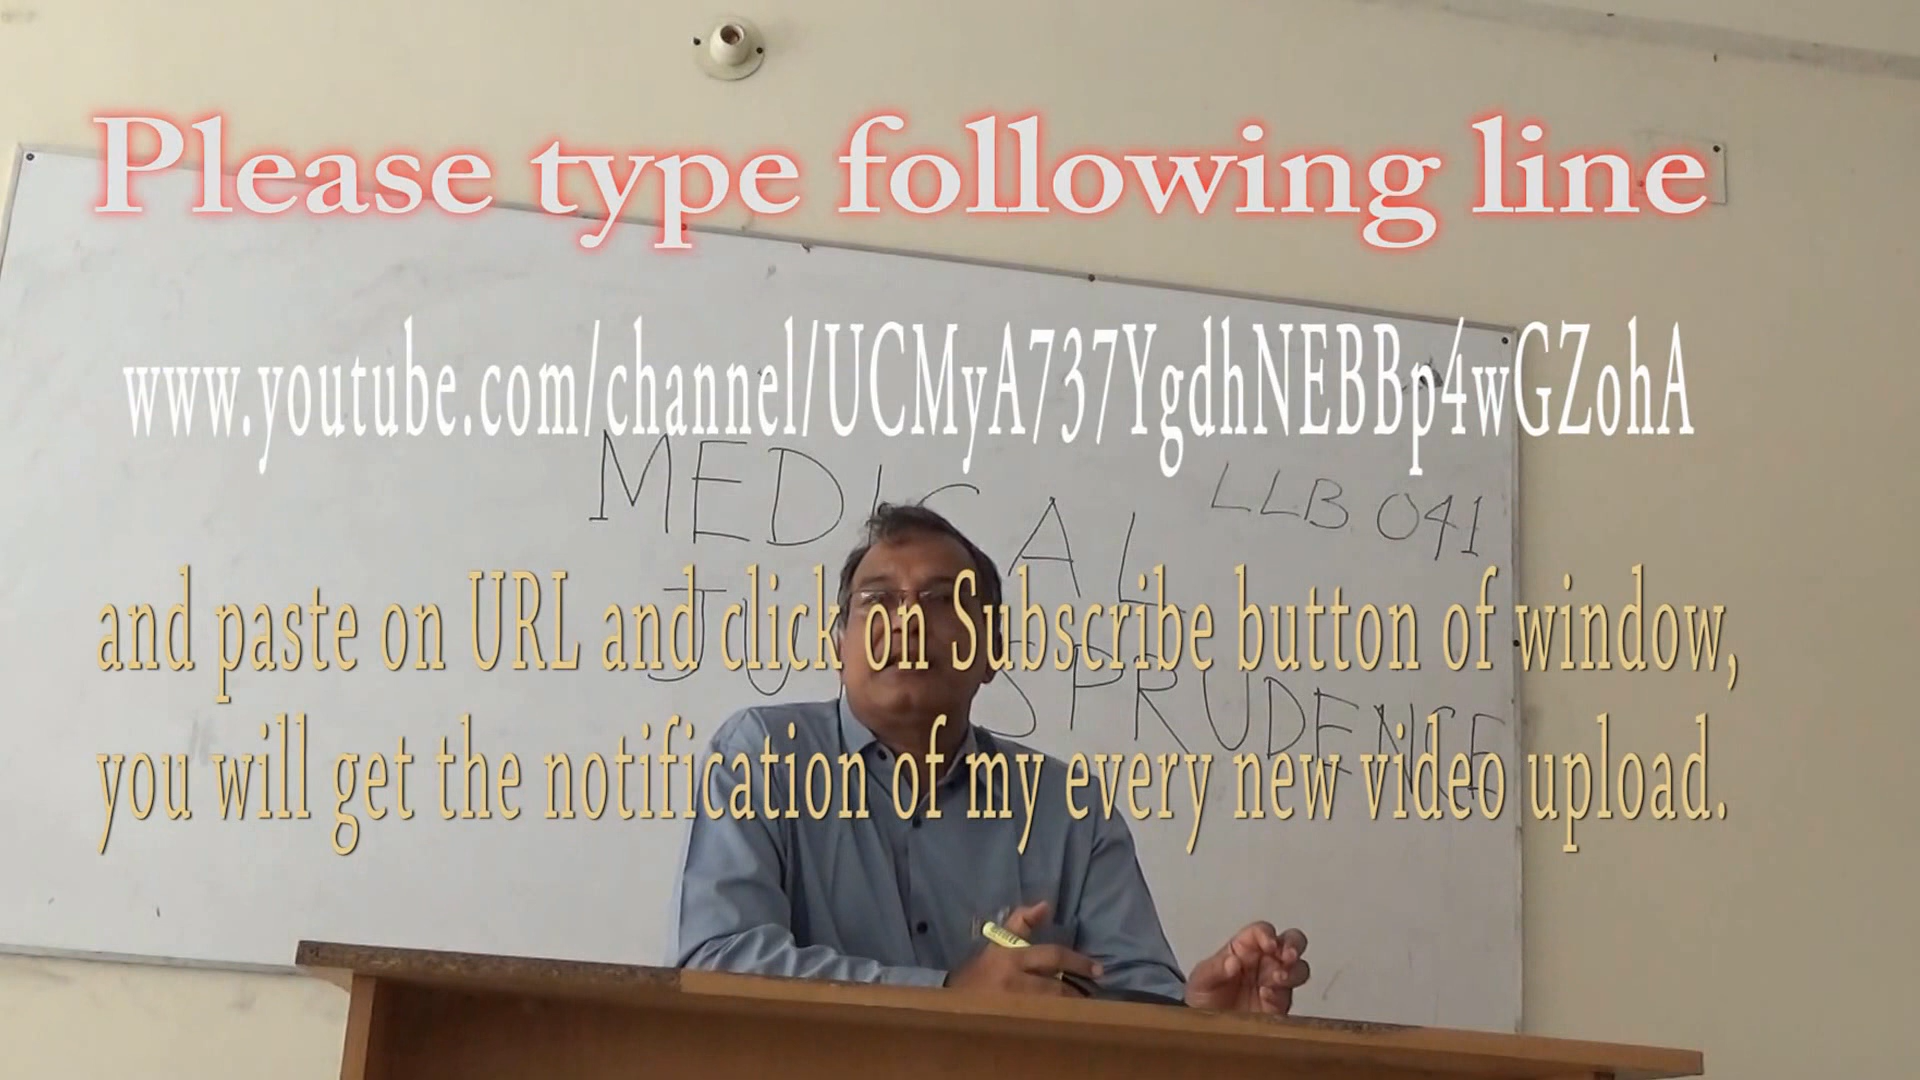 Please type following line
www.youtube.com/channel/UCMyA737YgdhNEBBp4wGZohA
MEDICAL
LLB 041
and paste on URL and click on Subscribe button of window,
JURISPRUDENCE
you will get the notification of my every new video upload.